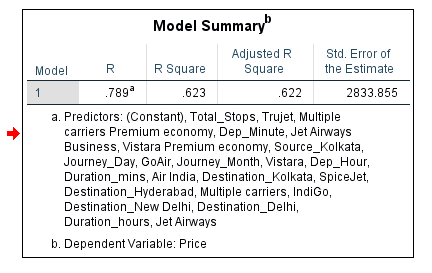 Model Summaryb
Model R R Square Adjusted R Square Std. Error of the Estimate
1 .789a .623 .622 2833.855
a. Predictors: (Constant), Total_Stops, Trujet, Multiple
carriers Premium economy, Dep_Minute, Jet Airways
Business, Vistara Premium economy, Source_Kolkata,
Journey_Day, GoAir, Journey_Month, Vistara, Dep_Hour,
Duration_mins, Air India, Destination_Kolkata, SpiceJet,
Destination_Hyderabad, Multiple carriers, IndiGo,
Destination_New Delhi, Destination_Delhi,
Duration_hours, Jet Airways
b. Dependent Variable: Price